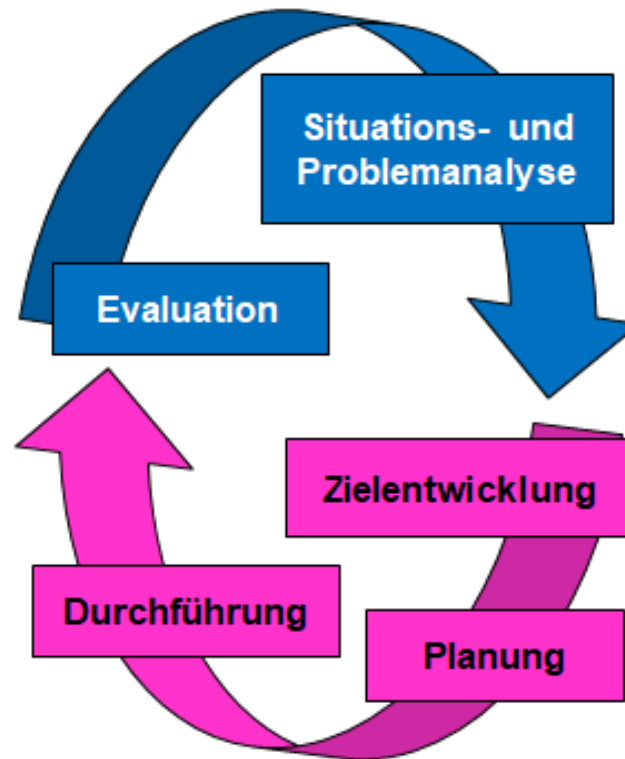 Situations- und
Problemanalyse
Evaluation
Zielentwicklung
Durchführung
Planung